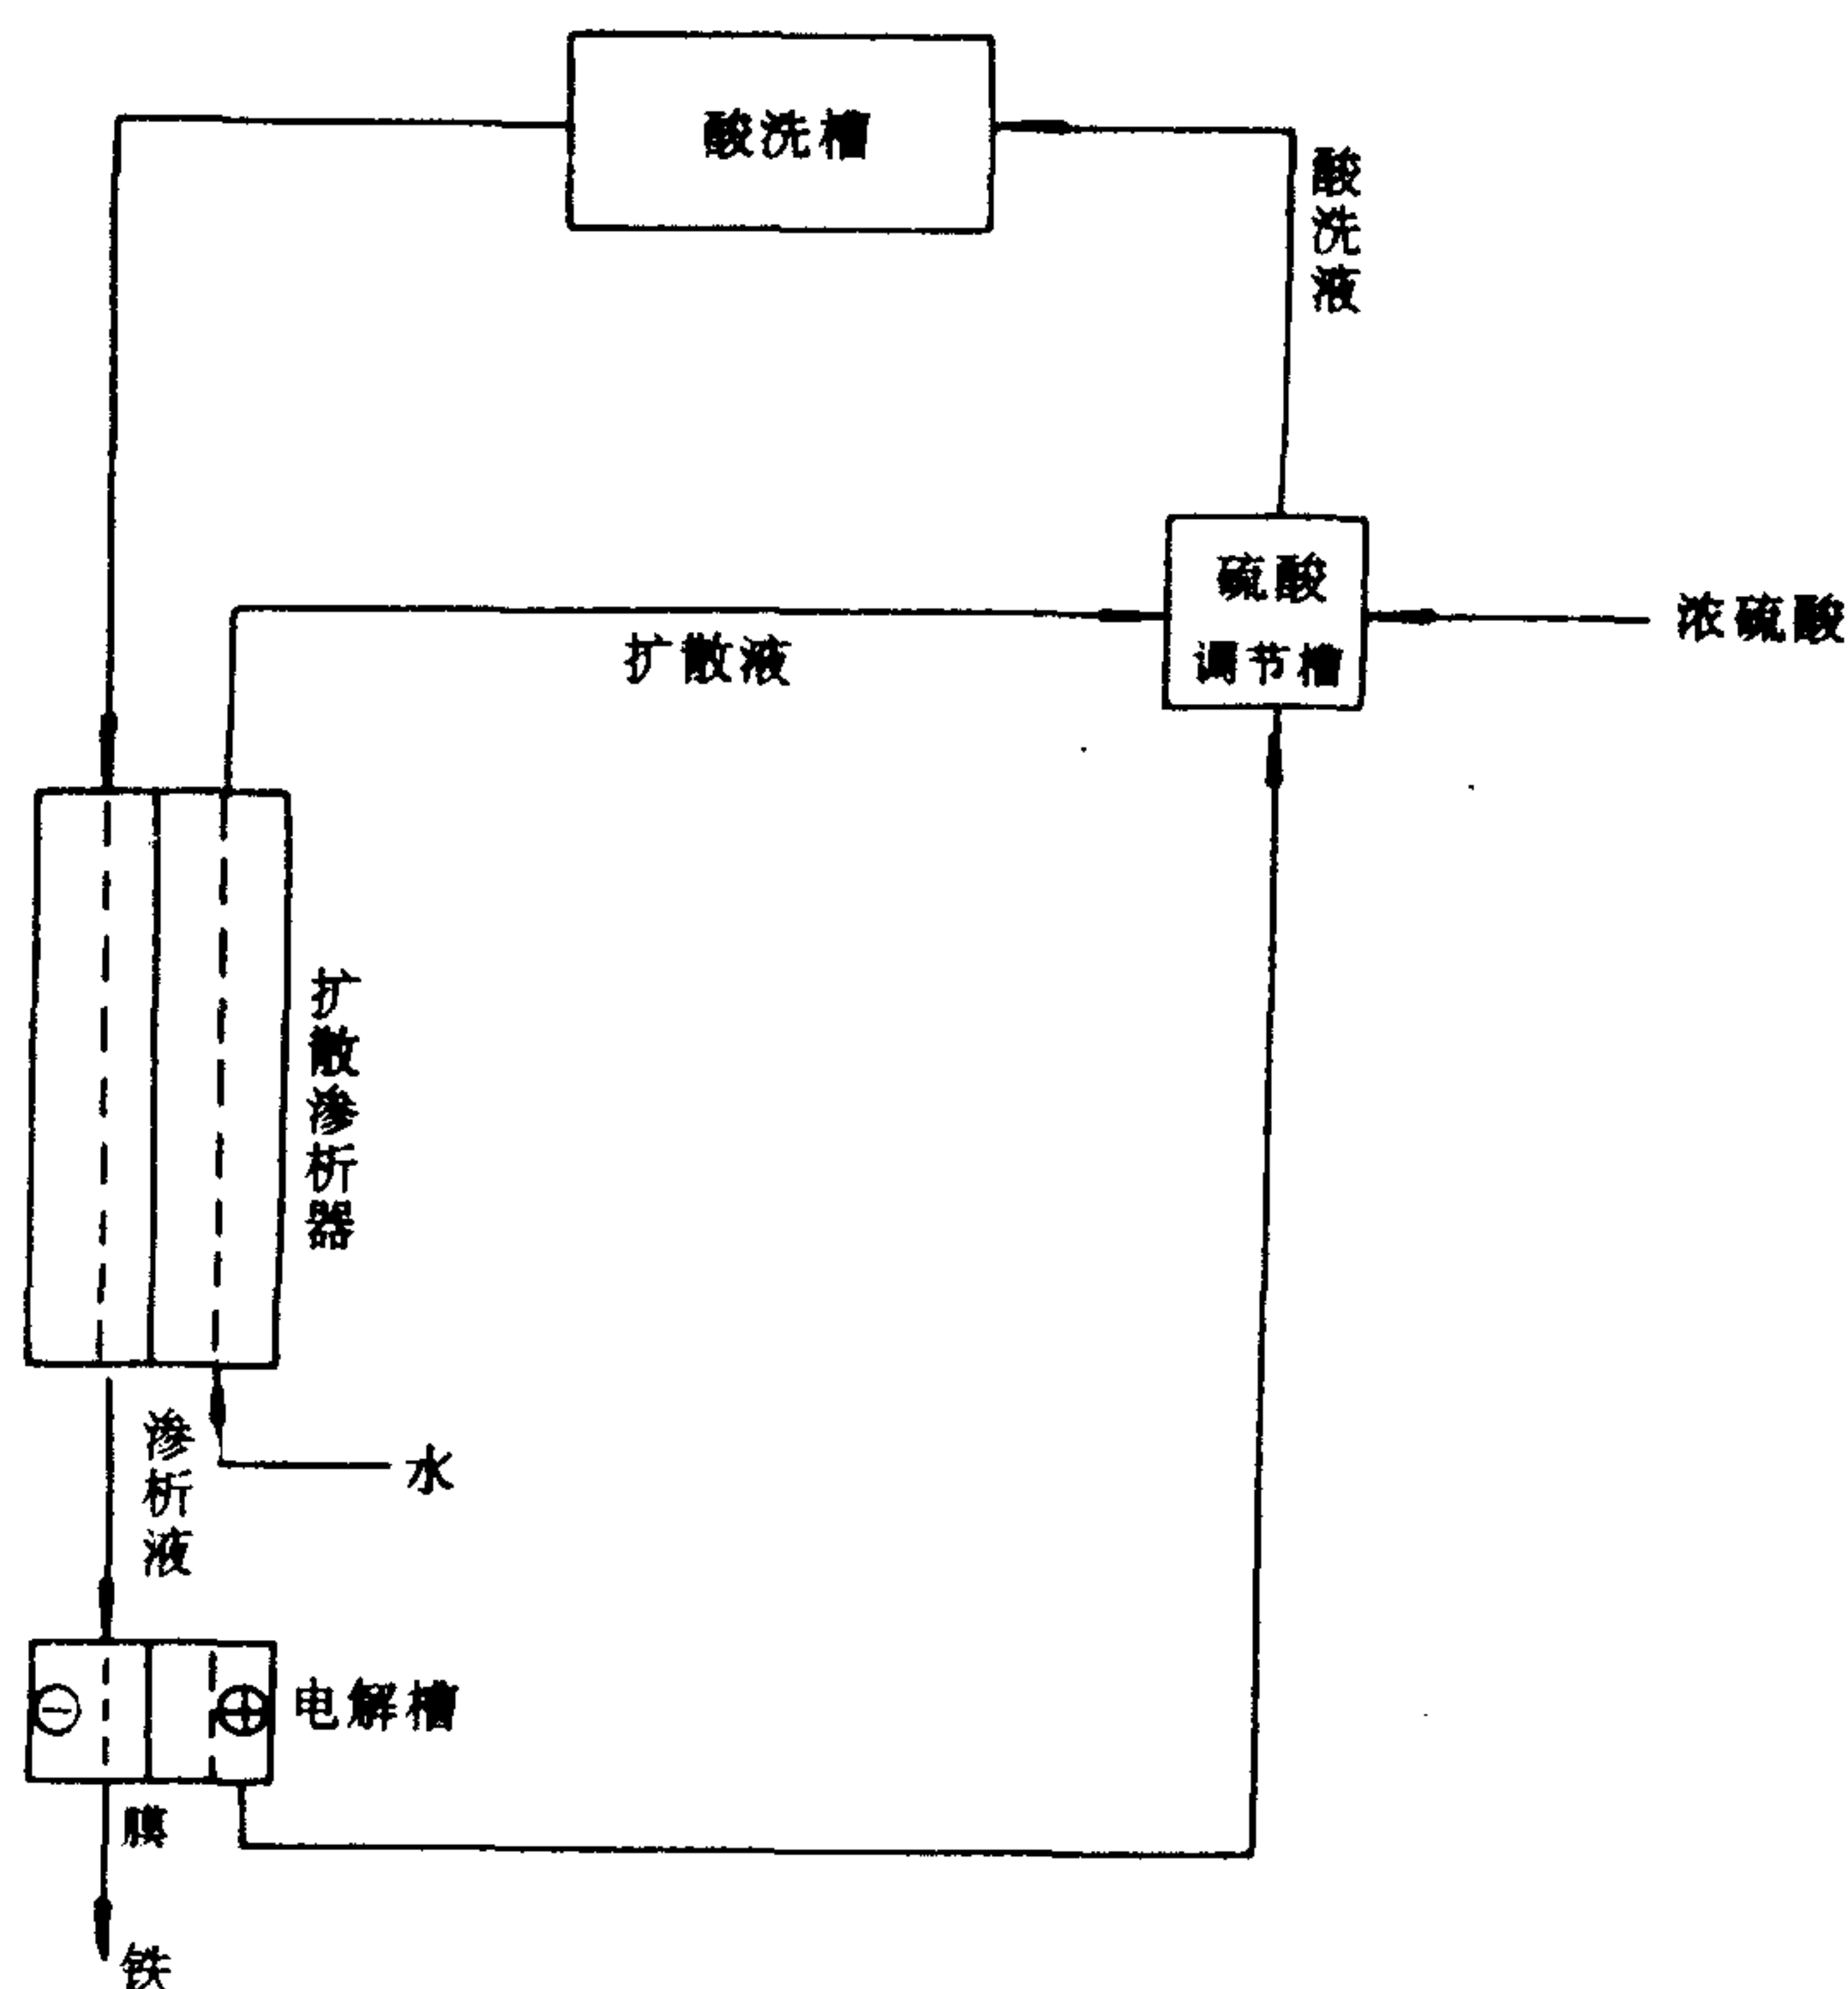 酸洗槽
酸洗液
硫酸
调节槽
浓硫酸
扩散液
扩散渗析器
渗析液
水
电解槽
膜
铁